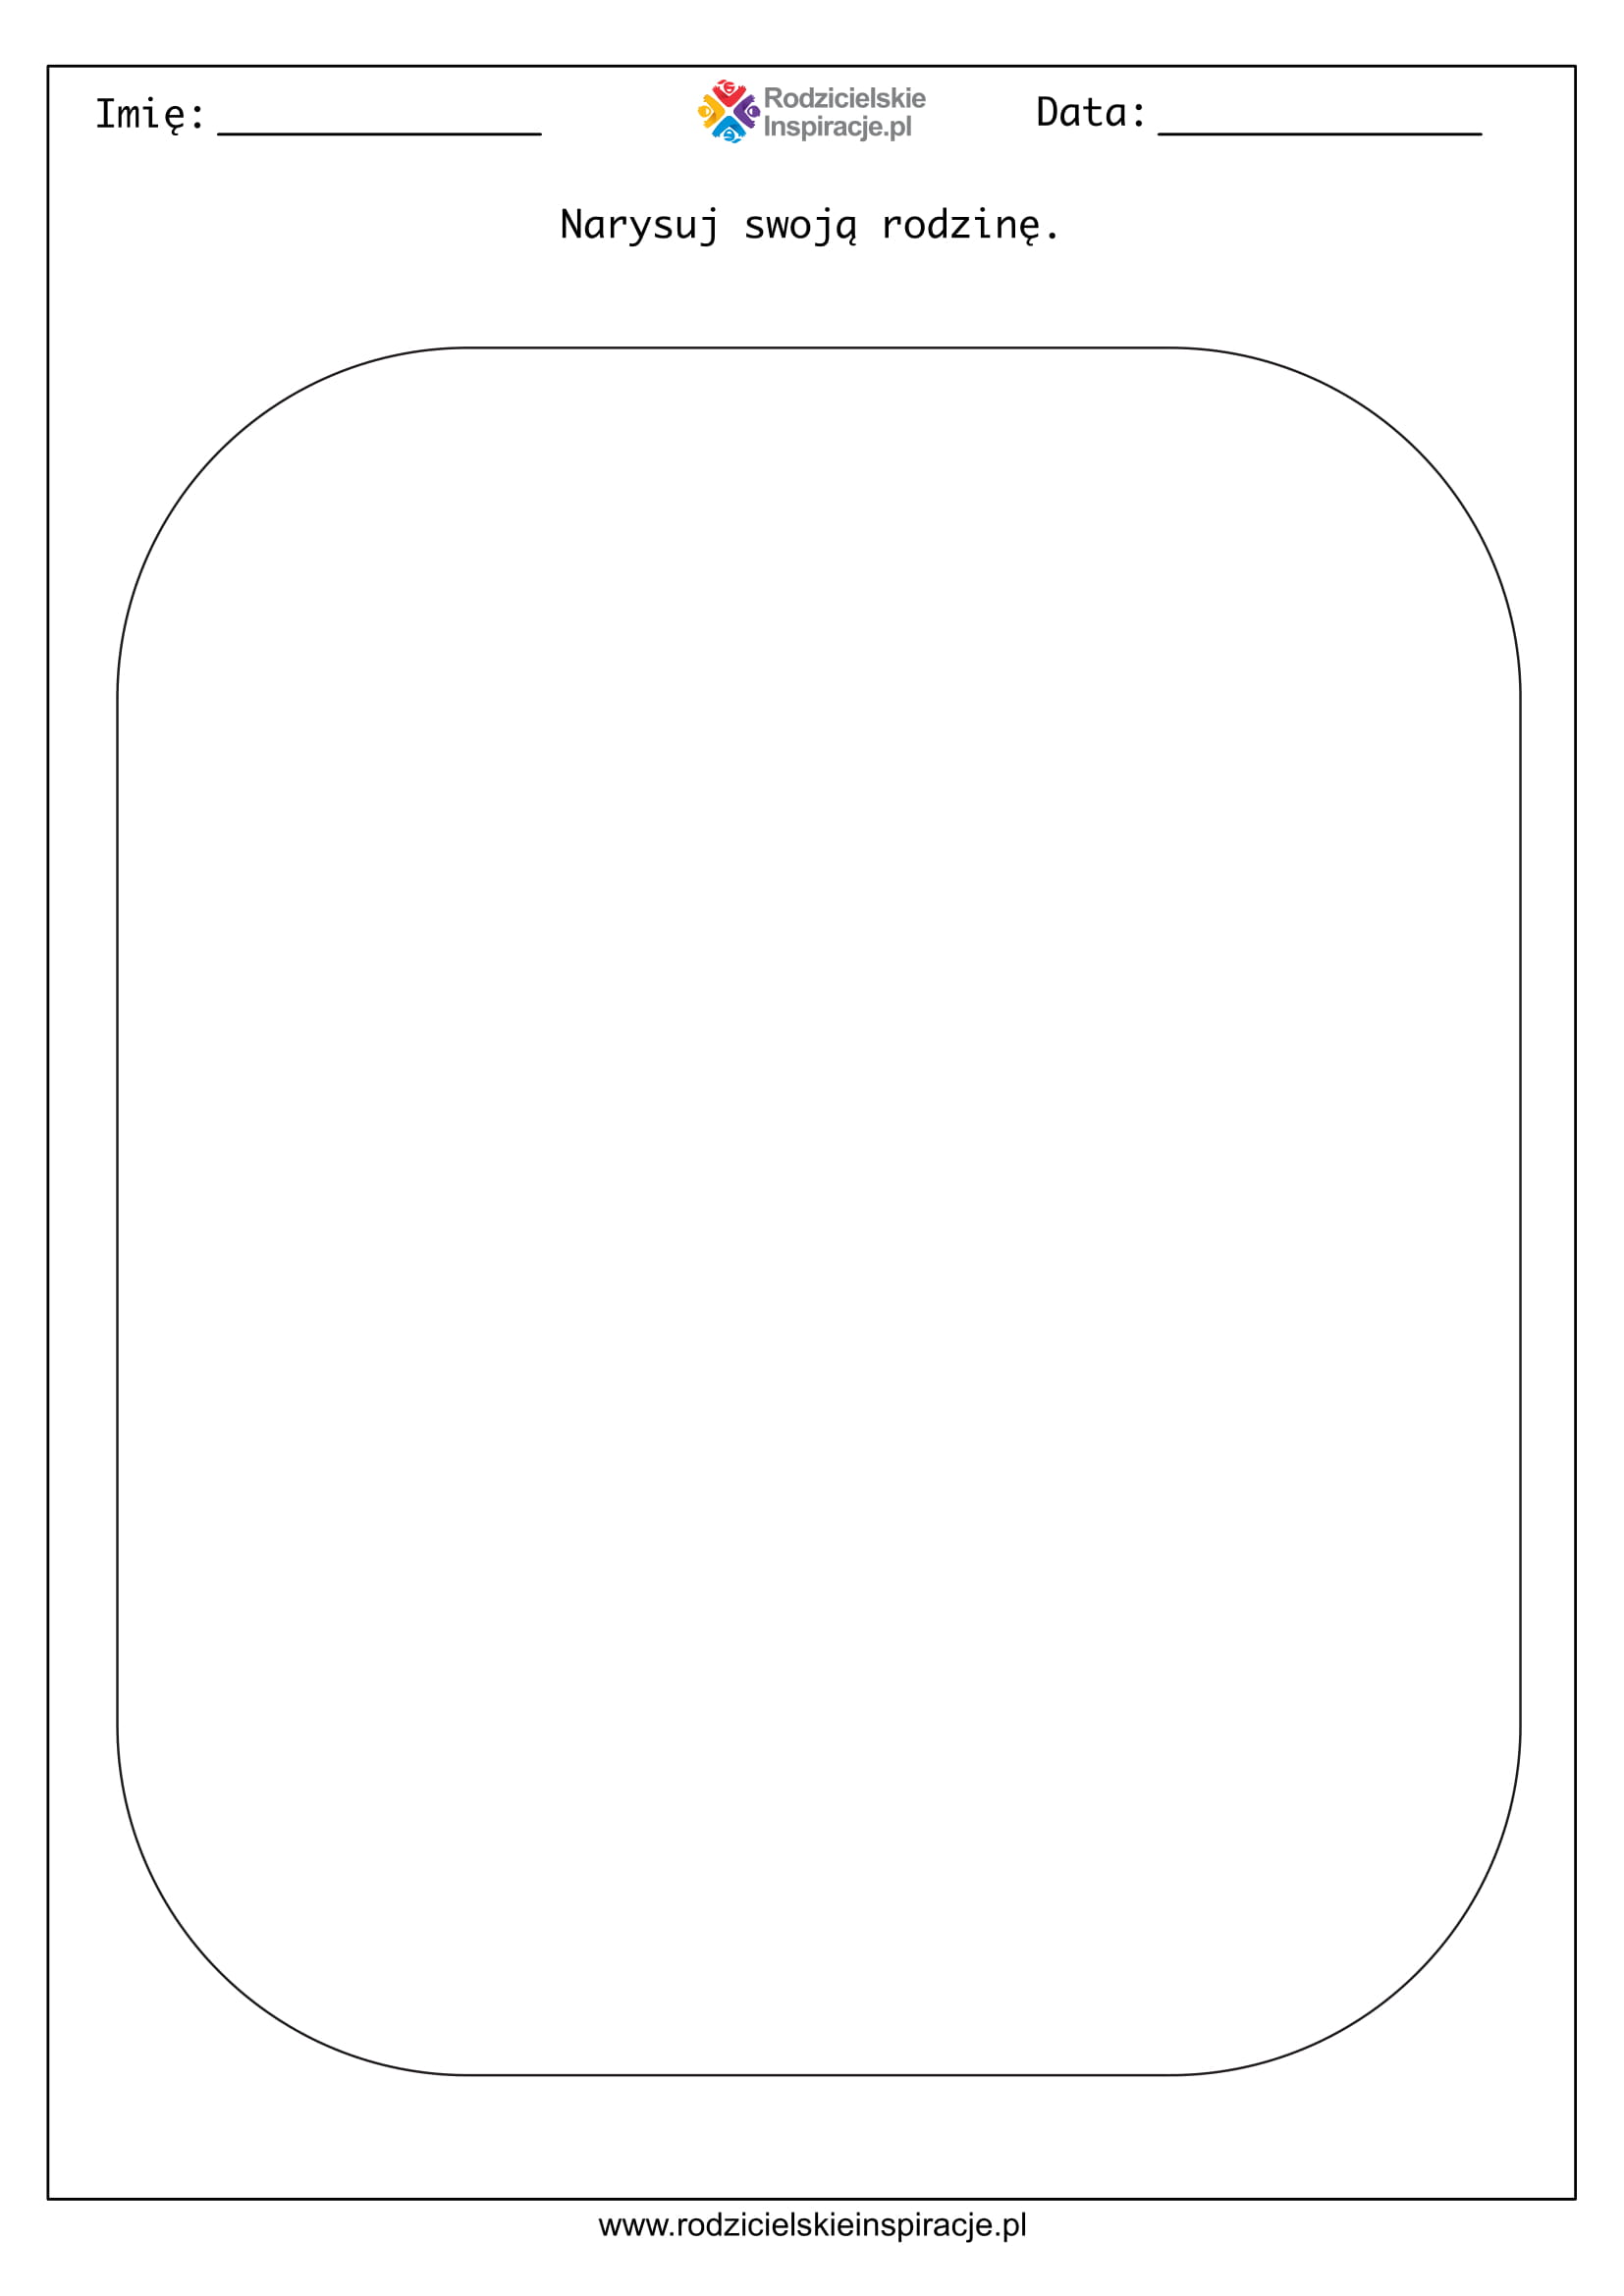 Imię:
Rodzicielskie
Inspiracje.pl
Data:
Narysuj swoją rodzinę.
www.rodzicielskieinspiracje.pl